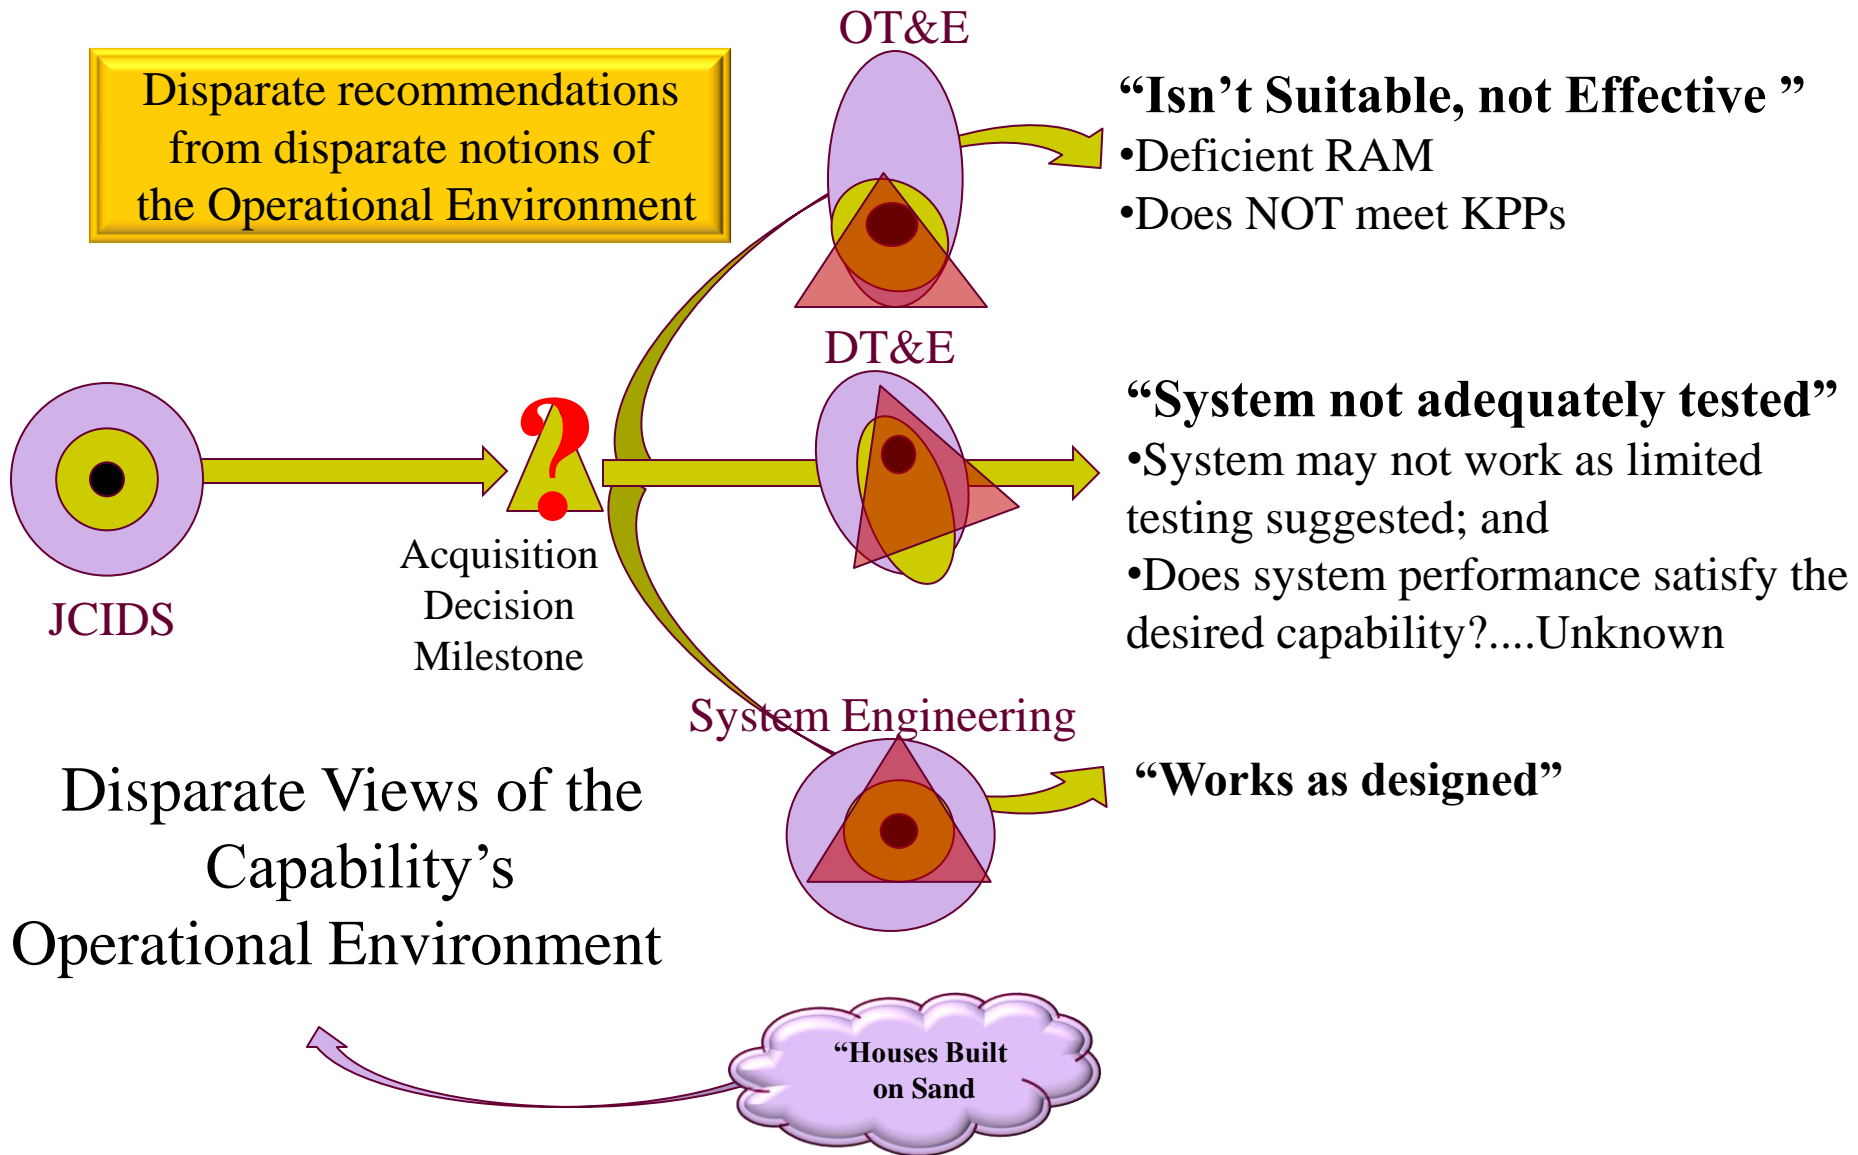 Disparate recommendations
from disparate notions of
the Operational Environment
OT&E
“Isn’t Suitable, not Effective ”
•Deficient RAM
•Does NOT meet KPPs
DT&E
“System not adequately tested”
•System may not work as limited
testing suggested; and
•Does system performance satisfy the
desired capability?....Unknown
?
JCIDS
Acquisition
Decision
Milestone
System Engineering
“Works as designed”
Disparate Views of the
Capability’s
Operational Environment
“Houses Built
on Sand